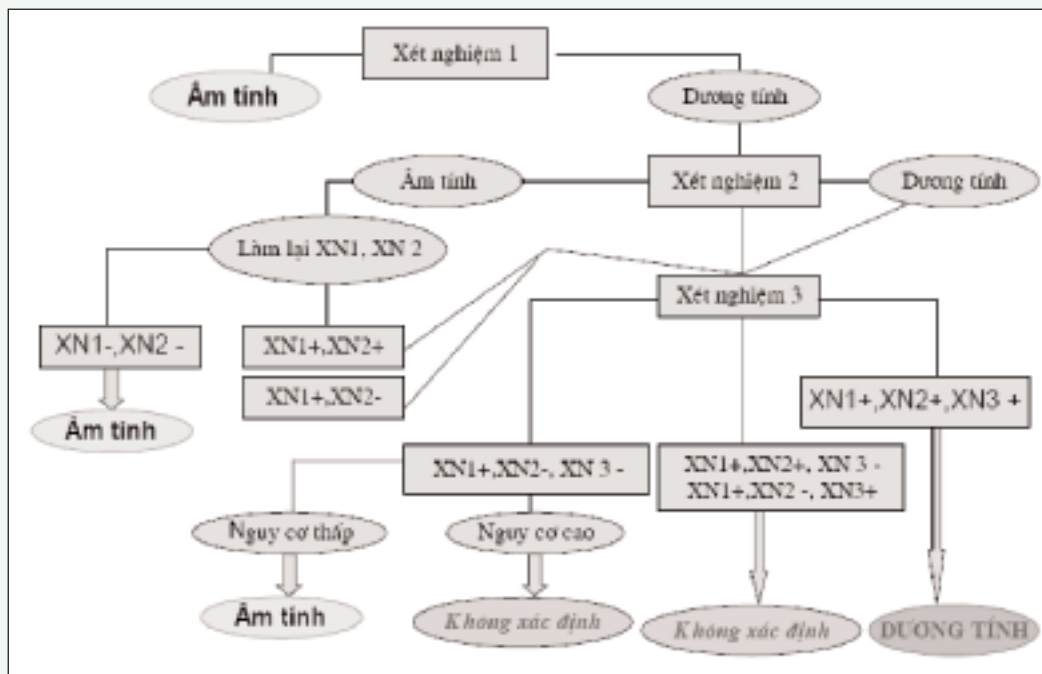 Xét nghiệm 1
Âm tính
Dương tính
Âm tính
Xét nghiệm 2
Dương tính
Làm lại XN1, XN 2
Xét nghiệm 3
XN1-,XN2 -
XN1+,XN2+
XN1+,XN2-
XN1+,XN2+,XN3 +
Âm tính
XN1+,XN2-, XN 3 -
XN1+,XN2+, XN 3 -
XN1+,XN2 -, XN3+
Nguy cơ thấp
Nguy cơ cao
Âm tính
Không xác định
Không xác định
DƯƠNG TÍNH